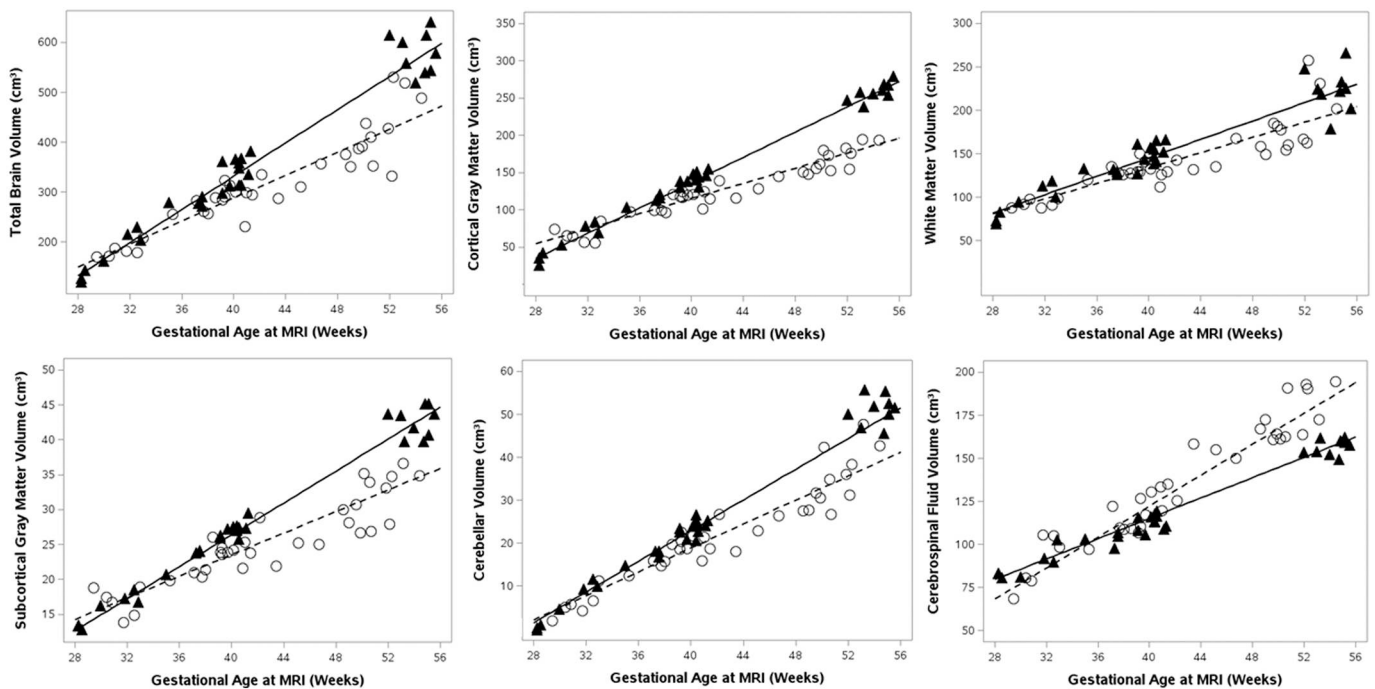 Total Brain Volume (cm³)
600
500
400
300
200
28 32 36 40 44 48 52 56
Gestational Age at MRI (Weeks)
Cortical Gray Matter Volume (cm³)
350
300
250
200
150
100
50
28 32 36 40 44 48 52 56
Gestational Age at MRI (Weeks)
White Matter Volume (cm³)
300
250
200
150
100
50
28 32 36 40 44 48 52 56
Gestational Age at MRI (Weeks)
Subcortical Gray Matter Volume (cm³)
50
45
40
35
30
25
20
15
28 32 36 40 44 48 52 56
Gestational Age at MRI (Weeks)
Cerebellar Volume (cm³)
60
50
40
30
20
10
28 32 36 40 44 48 52 56
Gestational Age at MRI (Weeks)
Cerebrospinal Fluid Volume (cm³)
200
175
150
125
100
75
50
28 32 36 40 44 48 52 56
Gestational Age at MRI (Weeks)